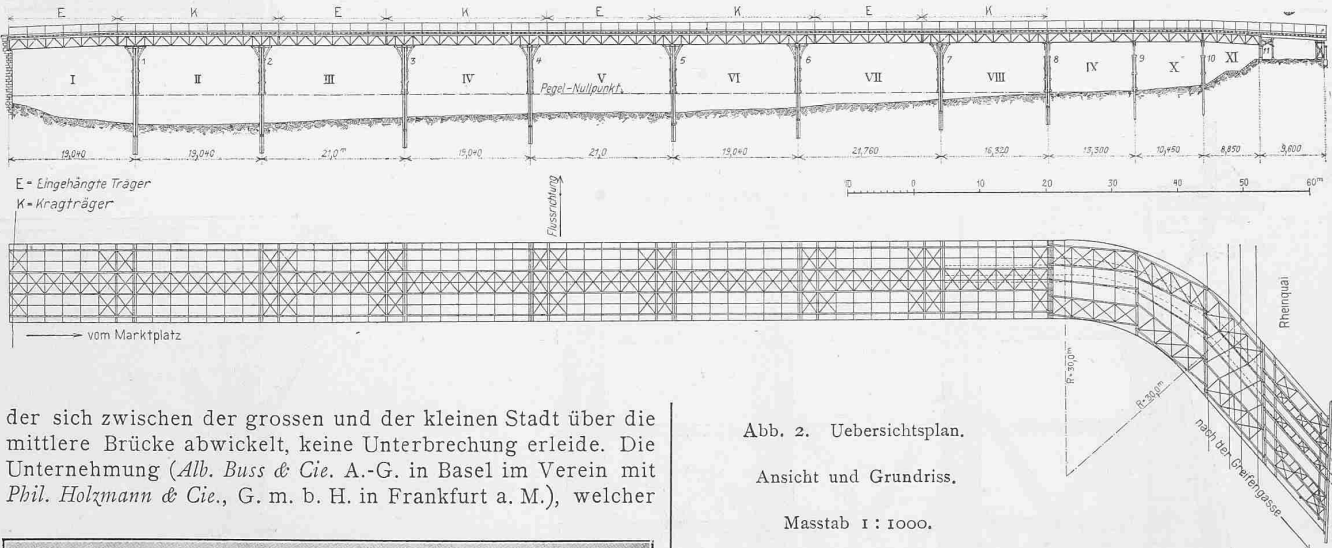 E K E K E K E K
1 2 3 4 5 6 7 8 9 10 11
I II III IV V VI VII VIII IX X XI
Pegel-Nullpunkt.
19,040 19,040 21,0 m 19,040 21,0 19,040 21,760 16,320 13,300 10,450 8,850 9,600
E = Eingehängte Träger
K = Kragträger
Flussrichtung
10 0 10 20 30 40 50 60 m
vom Marktplatz
Rheinquai
R=30,0m
R=30,0m
nach der Greifengasse
der sich zwischen der grossen und der kleinen Stadt über die
mittlere Brücke abwickelt, keine Unterbrechung erleide. Die
Unternehmung (Alb. Buss & Cie. A.-G. in Basel im Verein mit
Phil. Holzmann & Cie., G. m. b. H. in Frankfurt a. M.), welcher
Abb. 2. Uebersichtsplan.
Ansicht und Grundriss.
Masstab 1 : 1000.